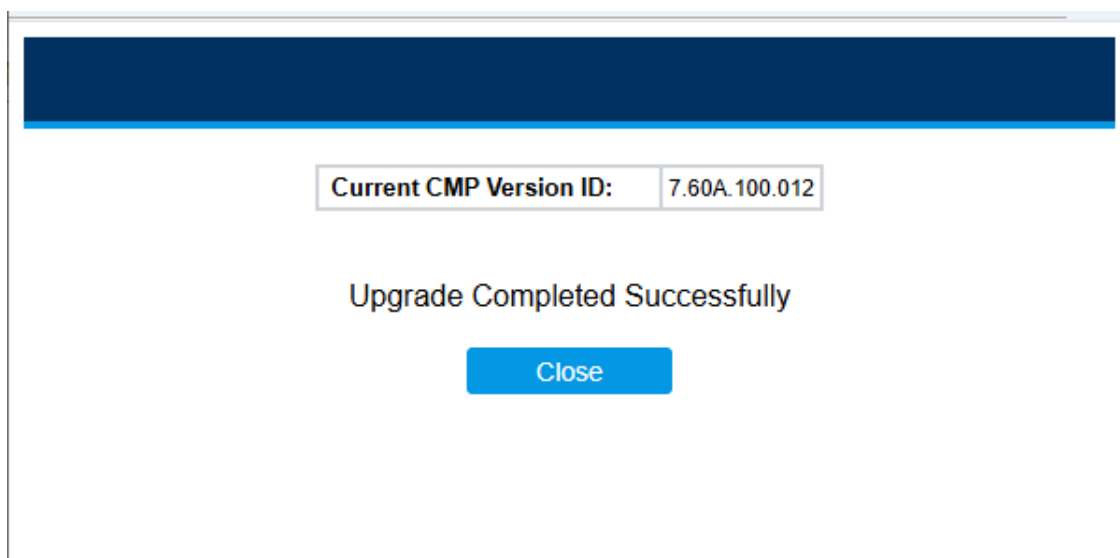 Current CMP Version ID: 7.60A.100.012
Upgrade Completed Successfully
Close